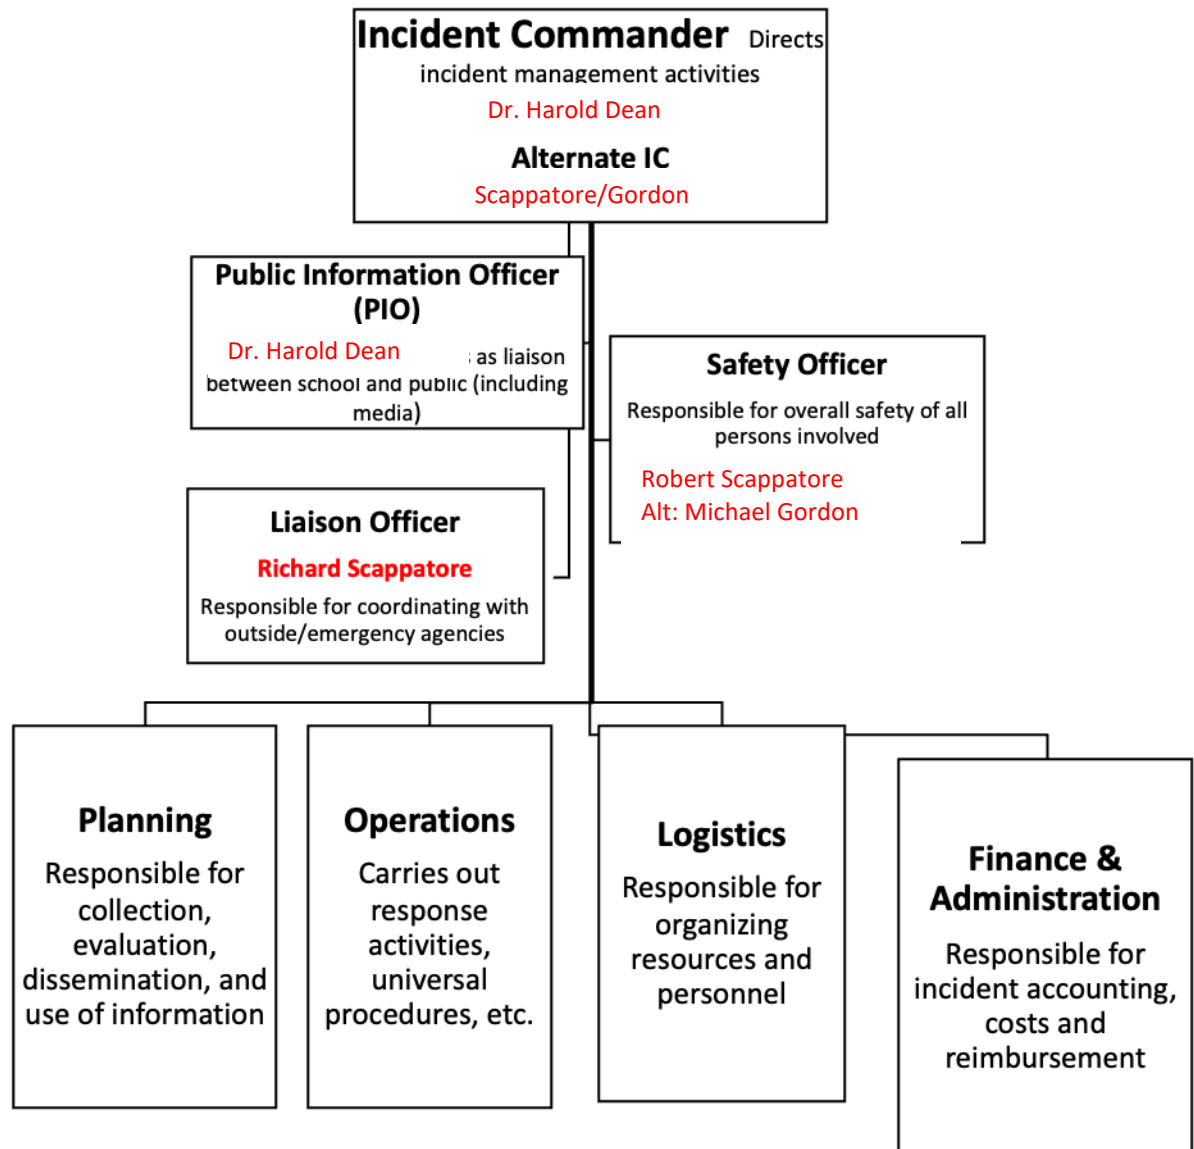 Incident Commander Directs
incident management activities
Dr. Harold Dean
Alternate IC
Scappatore/Gordon
Public Information Officer
(PIO)
Dr. Harold Dean as liaison
between school and public (including
media)
Safety Officer
Responsible for overall safety of all
persons involved
Robert Scappatore
Alt: Michael Gordon
Liaison Officer
Richard Scappatore
Responsible for coordinating with
outside/emergency agencies
Planning
Responsible for
collection,
evaluation,
dissemination, and
use of information
Operations
Carries out
response
activities,
universal
procedures, etc.
Logistics
Responsible for
organizing
resources and
personnel
Finance &
Administration
Responsible for
incident accounting,
costs and
reimbursement